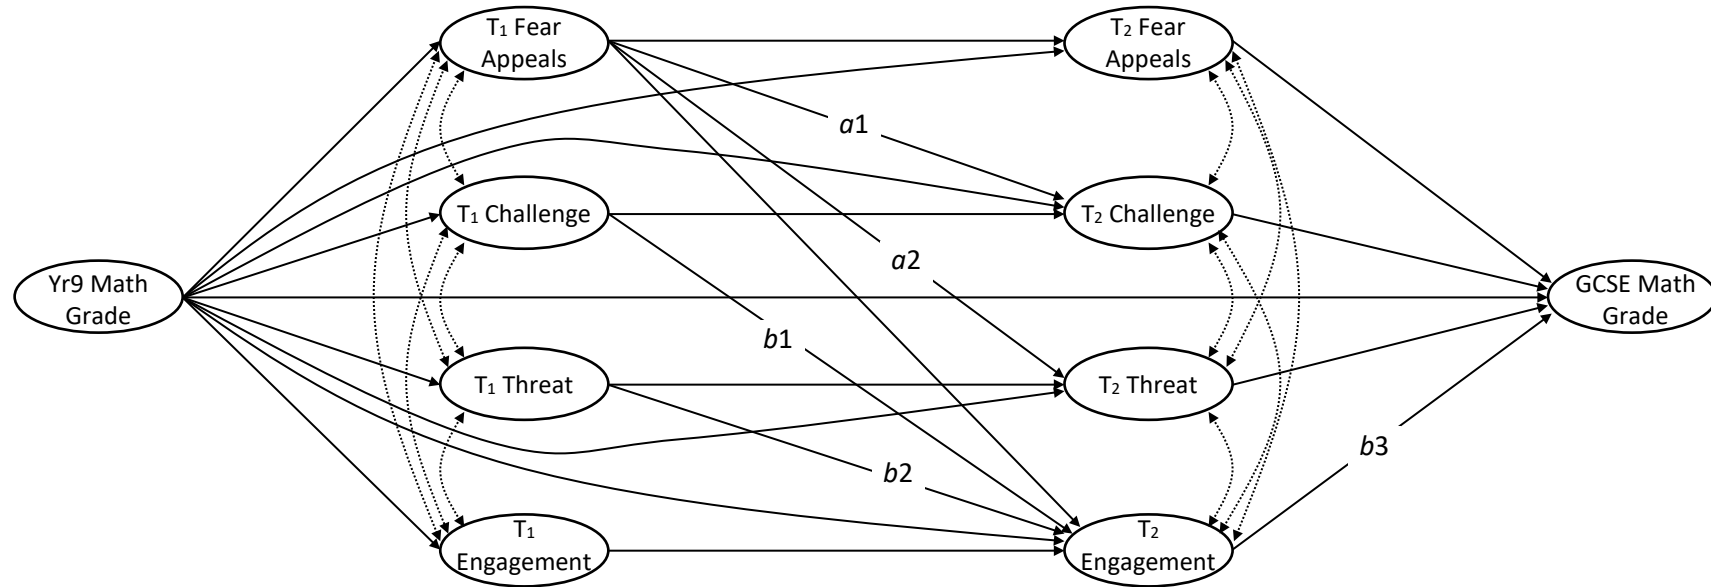 T₁ Fear
Appeals
T₂ Fear
Appeals
a1
T₁ Challenge
T₂ Challenge
a2
Yr9 Math
Grade
GCSE Math
Grade
b1
T₁ Threat
T₂ Threat
b2
b3
T₁
Engagement
T₂
Engagement